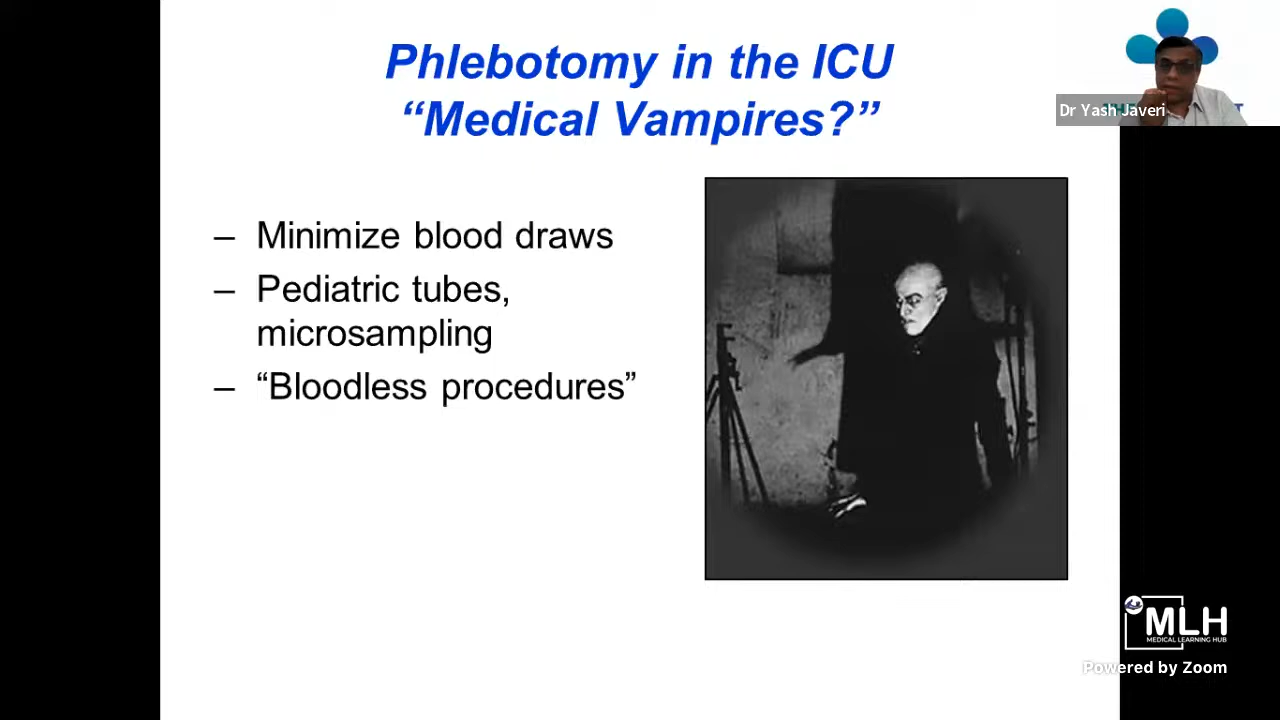 Phlebotomy in the ICU
“Medical Vampires?”
Dr Yash Javeri
– Minimize blood draws
– Pediatric tubes,
microsampling
– “Bloodless procedures”
MLH
MEDICAL LEARNING HUB
Powered by Zoom